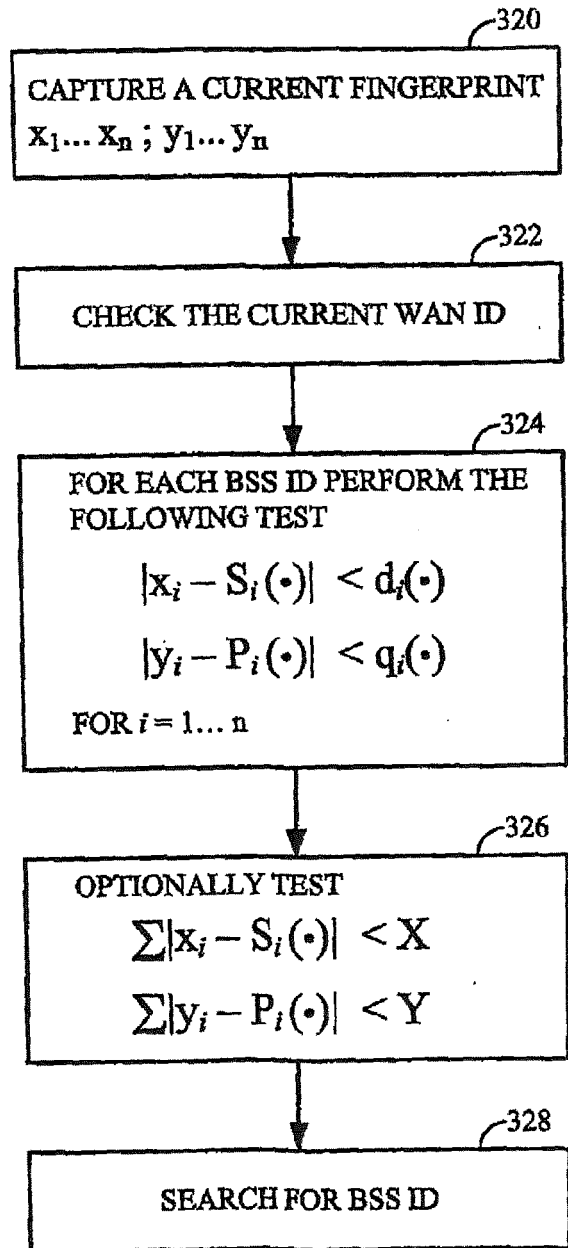 320
CAPTURE A CURRENT FINGERPRINT
x₁... xₙ ; y₁... yₙ
322
CHECK THE CURRENT WAN ID
324
FOR EACH BSS ID PERFORM THE
FOLLOWING TEST
|xᵢ – Sᵢ(•)| < dᵢ(•)
|yᵢ – Pᵢ(•)| < qᵢ(•)
FOR i = 1... n
326
OPTIONALLY TEST
∑|xᵢ – Sᵢ(•)| < X
∑|yᵢ – Pᵢ(•)| < Y
328
SEARCH FOR BSS ID